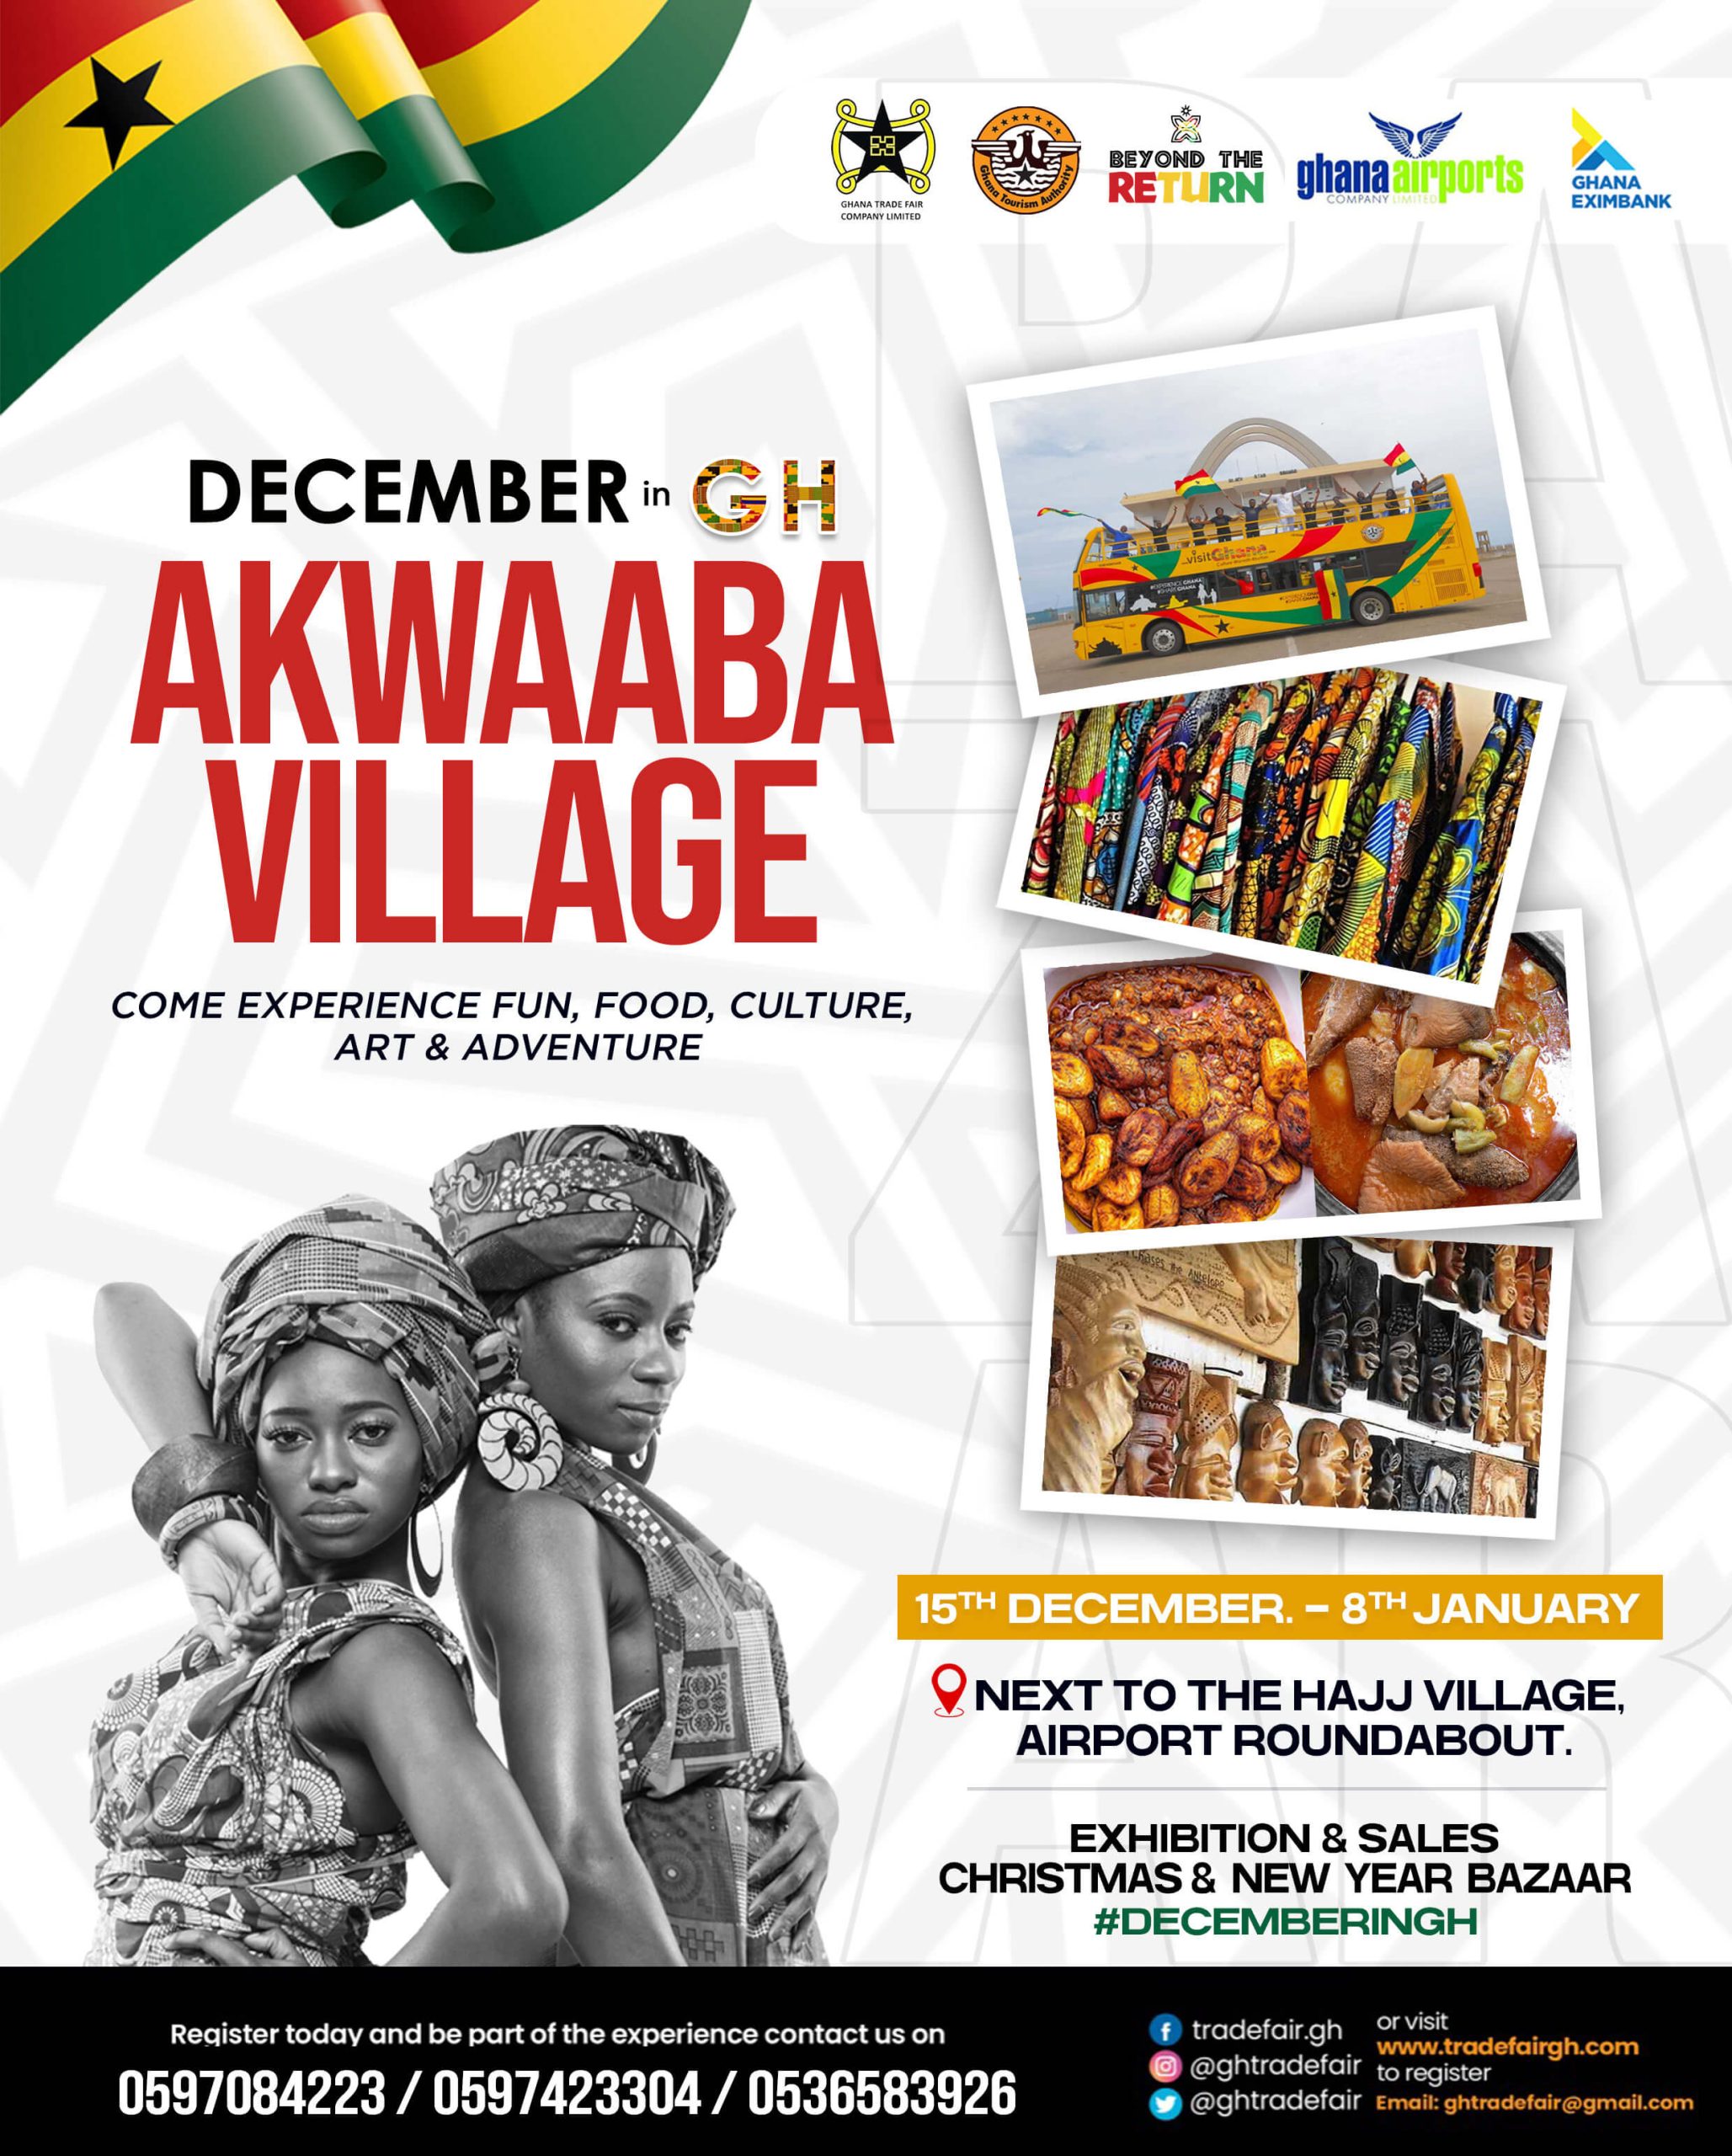 GHANA TRADE FAIR
COMPANY LIMITED
Ghana Tourism Authority
BEYOND THE
RETURN
ghana airports
COMPANY LIMITED
GHANA
EXIMBANK
DECEMBER in GH
AKWAABA
VILLAGE
COME EXPERIENCE FUN, FOOD, CULTURE,
ART & ADVENTURE
...visitGhana
the Antelope
15TH DECEMBER. – 8TH JANUARY
NEXT TO THE HAJJ VILLAGE,
AIRPORT ROUNDABOUT.
EXHIBITION & SALES
CHRISTMAS & NEW YEAR BAZAAR
#DECEMBERINGH
Register today and be part of the experience contact us on
0597084223 / 0597423304 / 0536583926
tradefair.gh
@ghtradefair
@ghtradefair
or visit
www.tradefairgh.com
to register
Email: ghtradefair@gmail.com